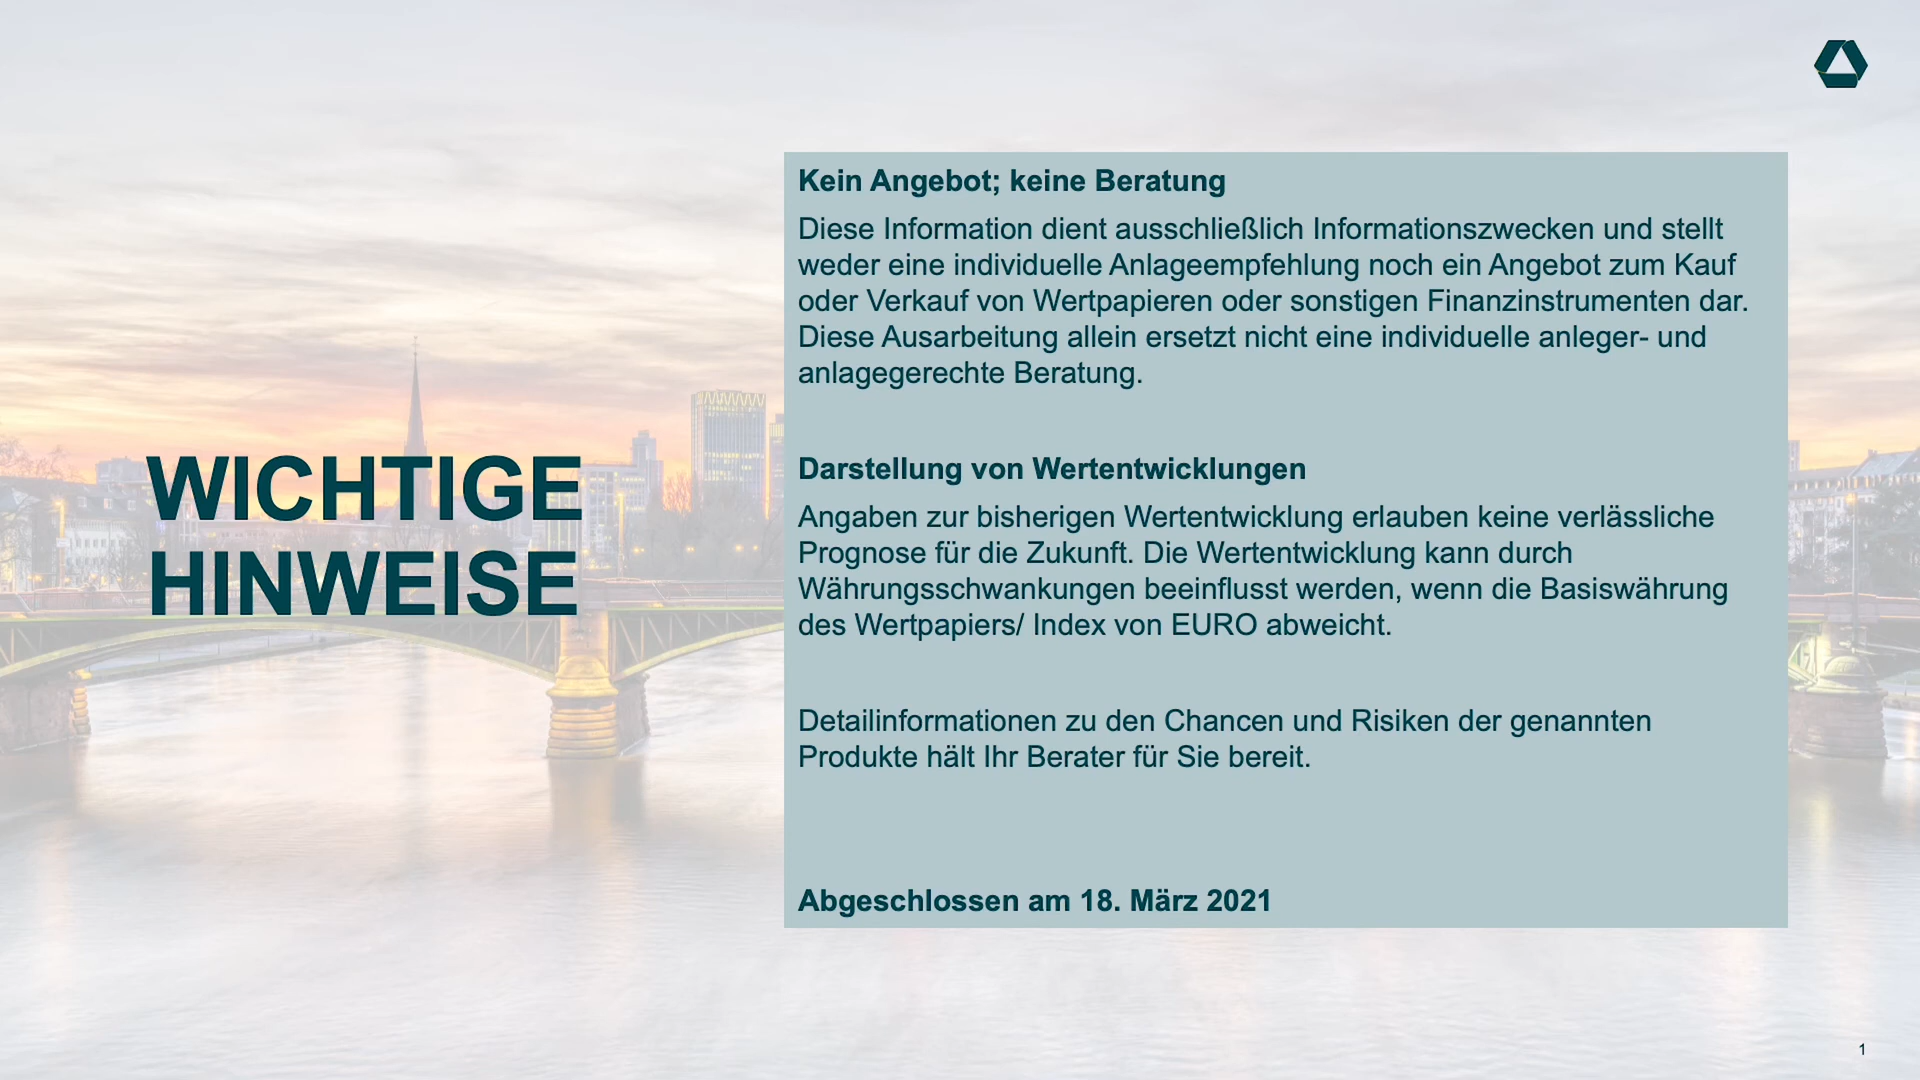 WICHTIGE
HINWEISE
Kein Angebot; keine Beratung
Diese Information dient ausschließlich Informationszwecken und stellt
weder eine individuelle Anlageempfehlung noch ein Angebot zum Kauf
oder Verkauf von Wertpapieren oder sonstigen Finanzinstrumenten dar.
Diese Ausarbeitung allein ersetzt nicht eine individuelle anleger- und
anlagegerechte Beratung.
Darstellung von Wertentwicklungen
Angaben zur bisherigen Wertentwicklung erlauben keine verlässliche
Prognose für die Zukunft. Die Wertentwicklung kann durch
Währungsschwankungen beeinflusst werden, wenn die Basiswährung
des Wertpapiers/ Index von EURO abweicht.
Detailinformationen zu den Chancen und Risiken der genannten
Produkte hält Ihr Berater für Sie bereit.
Abgeschlossen am 18. März 2021
1